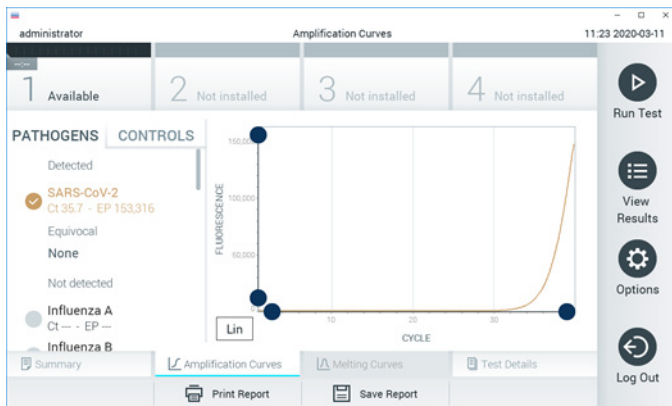 administrator
Amplification Curves
11:23 2020-03-11
--:--
1 Available
2 Not installed
3 Not installed
4 Not installed
Run Test
PATHOGENS
CONTROLS
Detected
SARS-CoV-2
Ct 35.7 - EP 153,316
Equivocal
None
Not detected
Influenza A
Ct --- - EP ---
Influenza B
FLUORESCENCE
150,000
100,000
50,000
0
10
20
30
CYCLE
Lin
View
Results
Options
Log Out
Summary
Amplification Curves
Melting Curves
Test Details
Print Report
Save Report